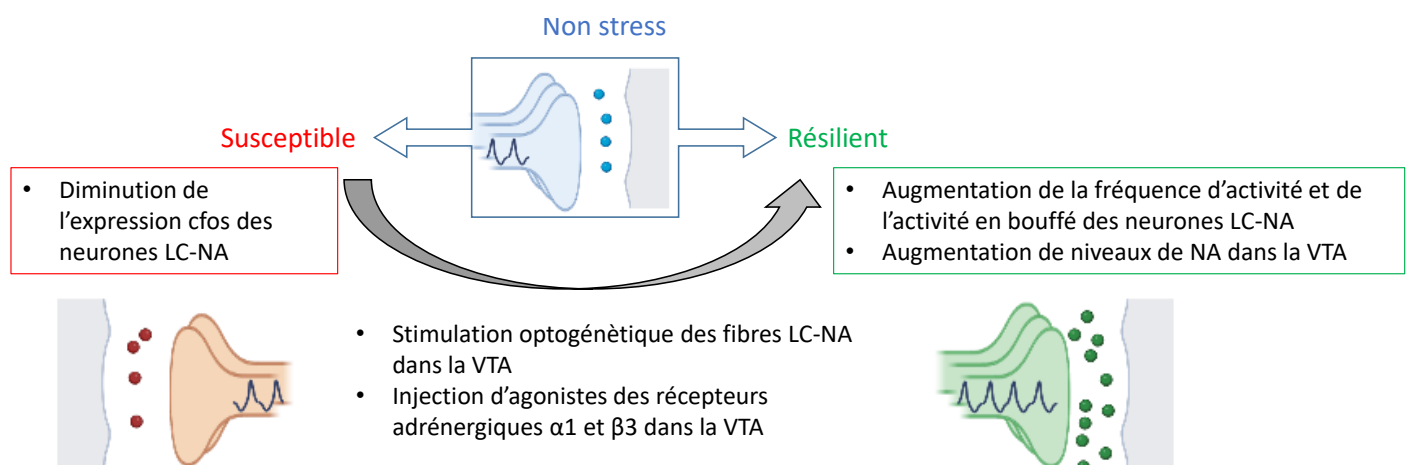 Non stress
Susceptible
Résilient
• Diminution de
l'expression cfos des
neurones LC-NA
• Augmentation de la fréquence d'activité et de
l'activité en bouffé des neurones LC-NA
• Augmentation de niveaux de NA dans la VTA
• Stimulation optogénètique des fibres LC-NA
dans la VTA
• Injection d'agonistes des récepteurs
adrénergiques α1 et β3 dans la VTA